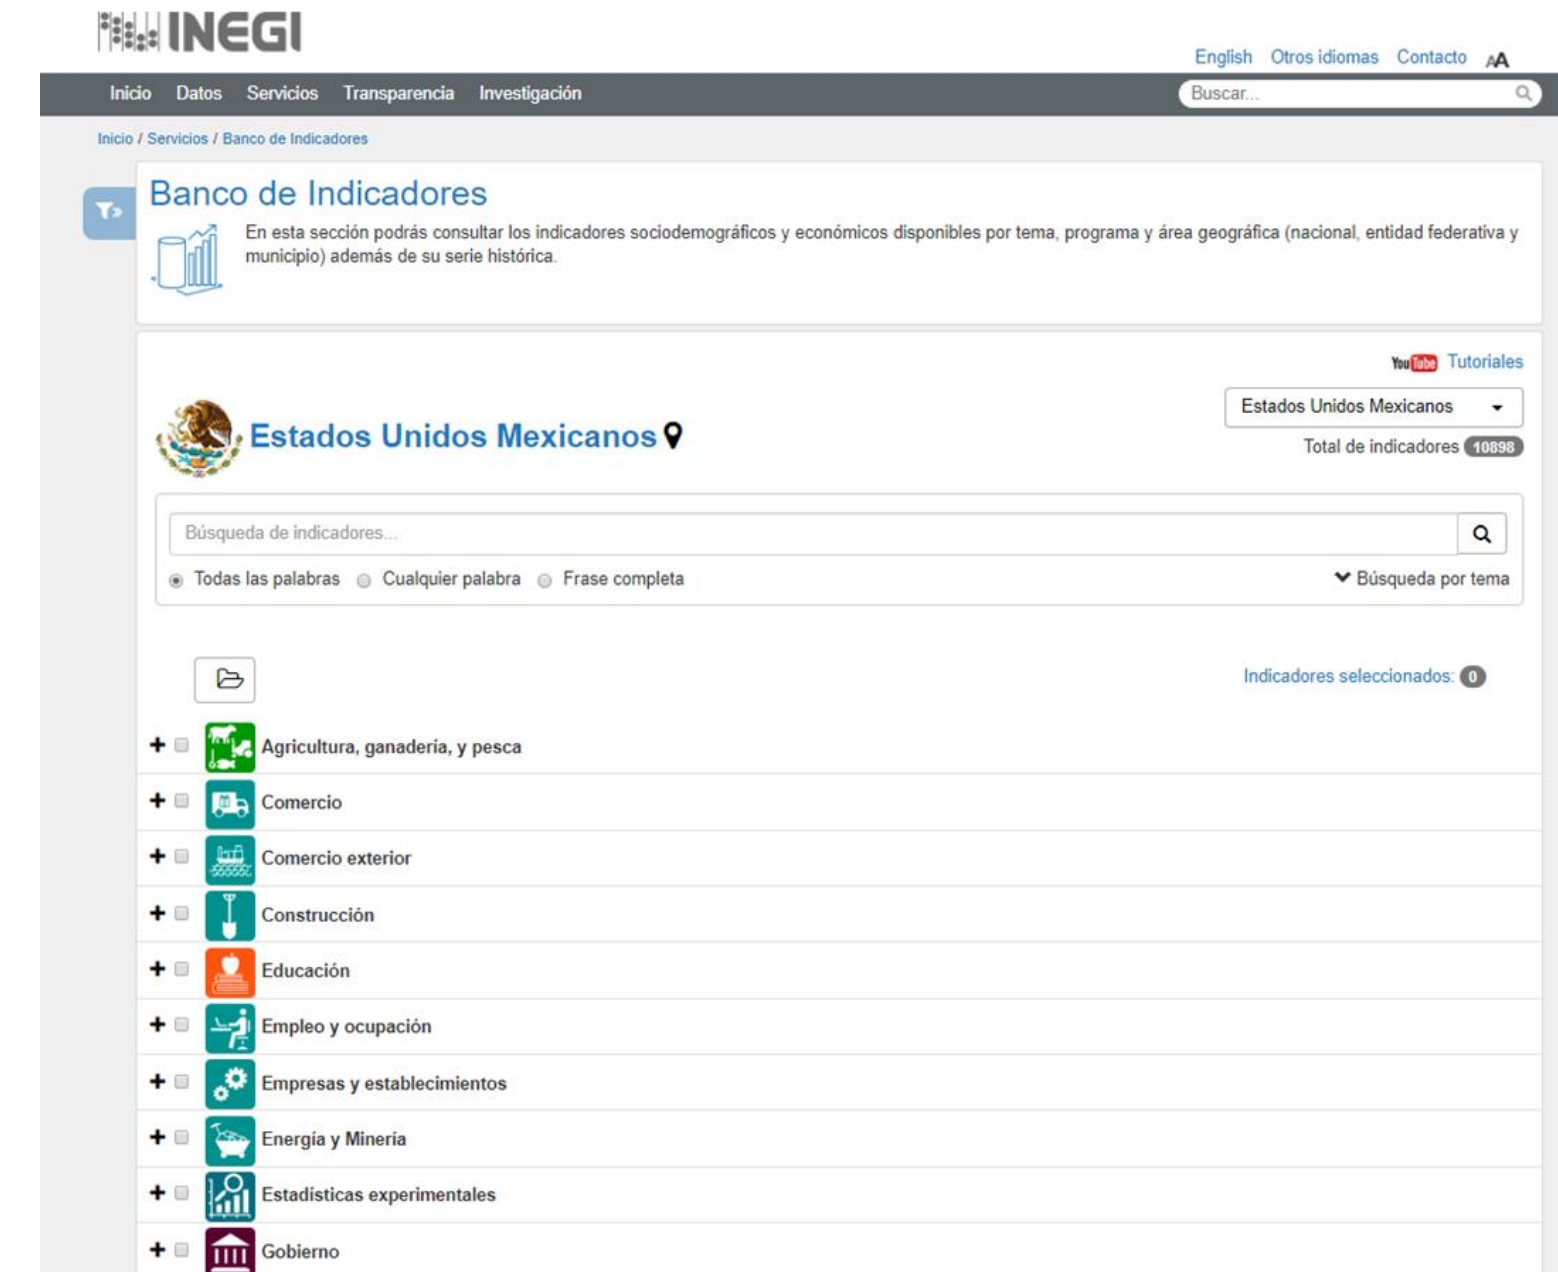 INEGI
English Otros idiomas Contacto AA
Inicio Datos Servicios Transparencia Investigación Buscar...
Inicio / Servicios / Banco de Indicadores
Banco de Indicadores
En esta sección podrás consultar los indicadores sociodemográficos y económicos disponibles por tema, programa y área geográfica (nacional, entidad federativa y
municipio) además de su serie histórica.
YouTube Tutoriales
Estados Unidos Mexicanos
Estados Unidos Mexicanos
Total de indicadores 10898
Búsqueda de indicadores...
Todas las palabras Cualquier palabra Frase completa Búsqueda por tema
Indicadores seleccionados: 0
Agricultura, ganadería, y pesca
Comercio
Comercio exterior
Construcción
Educación
Empleo y ocupación
Empresas y establecimientos
Energía y Minería
Estadísticas experimentales
Gobierno